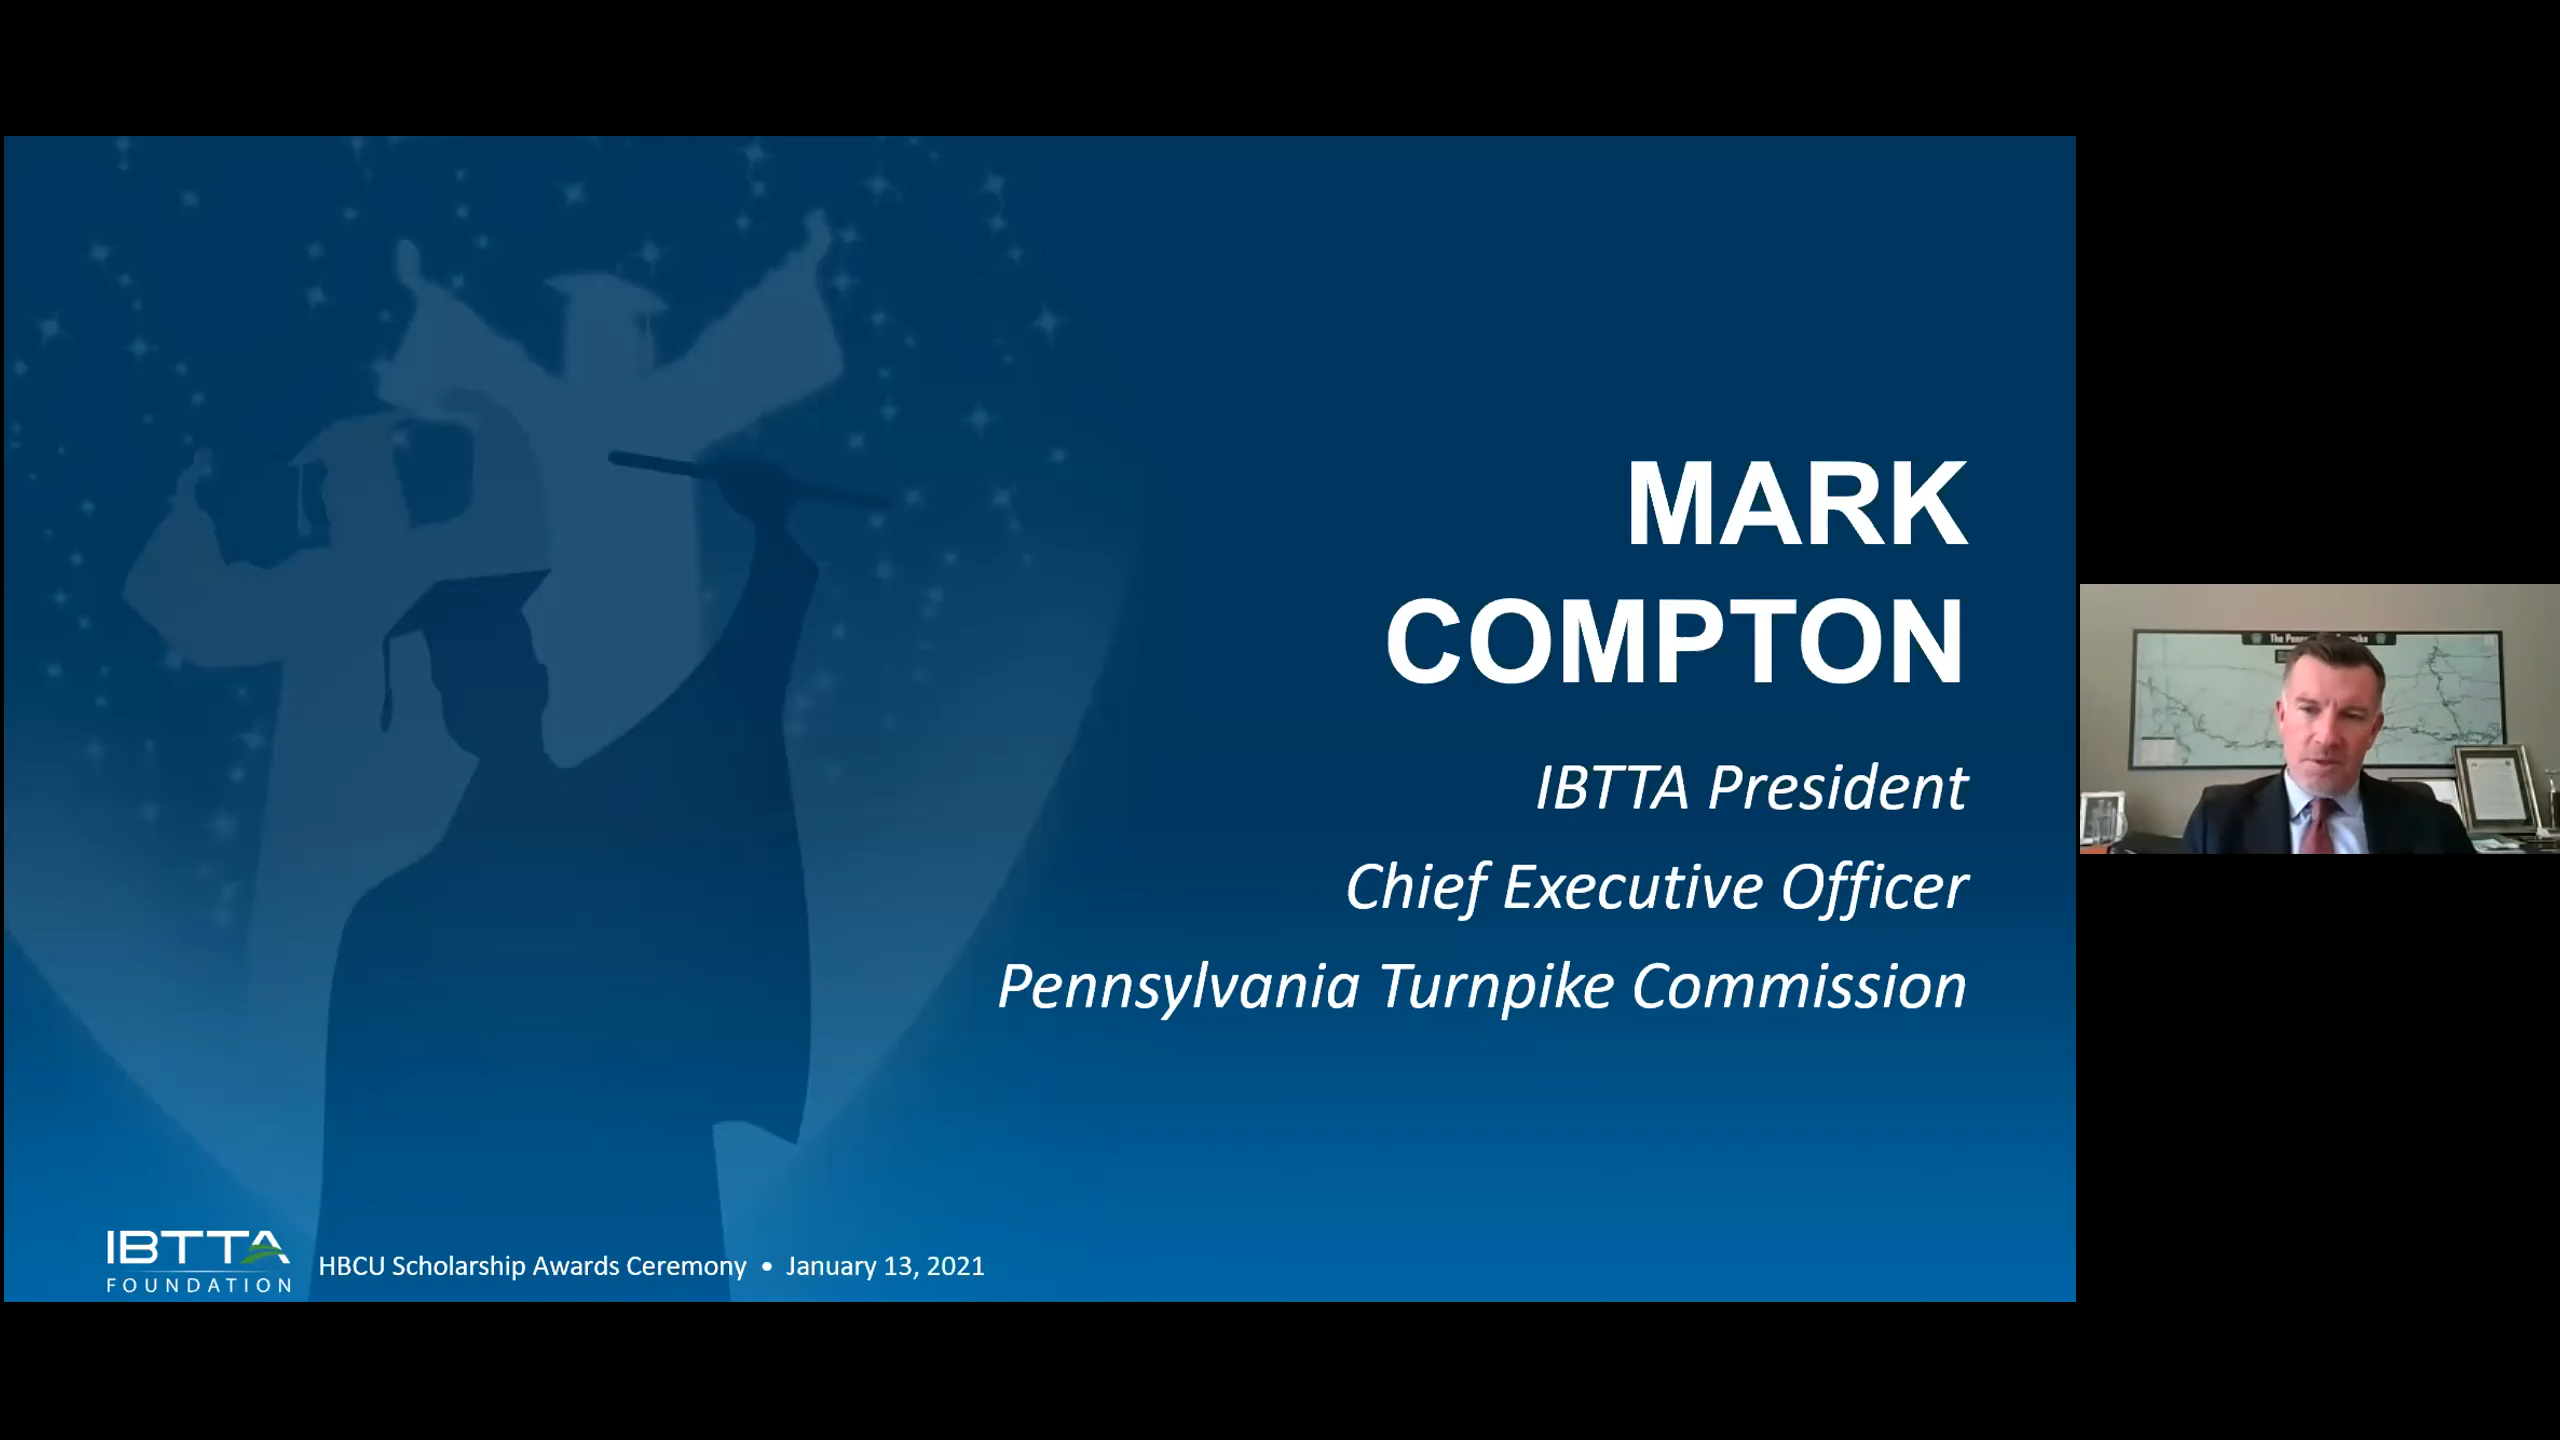 MARK
COMPTON
IBTTA President
Chief Executive Officer
Pennsylvania Turnpike Commission
IBTTA
FOUNDATION
HBCU Scholarship Awards Ceremony • January 13, 2021
The